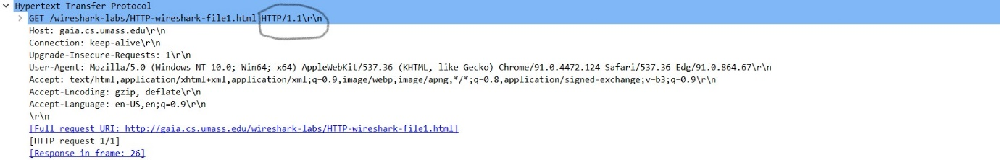 Hypertext Transfer Protocol
GET /wireshark-labs/HTTP-wireshark-file1.html HTTP/1.1\r\n
Host: gaia.cs.umass.edu\r\n
Connection: keep-alive\r\n
Upgrade-Insecure-Requests: 1\r\n
User-Agent: Mozilla/5.0 (Windows NT 10.0; Win64; x64) AppleWebKit/537.36 (KHTML, like Gecko) Chrome/91.0.4472.124 Safari/537.36 Edg/91.0.864.67\r\n
Accept: text/html,application/xhtml+xml,application/xml;q=0.9,image/webp,image/apng,*/*;q=0.8,application/signed-exchange;v=b3;q=0.9\r\n
Accept-Encoding: gzip, deflate\r\n
Accept-Language: en-US,en;q=0.9\r\n
\r\n
[Full request URI: http://gaia.cs.umass.edu/wireshark-labs/HTTP-wireshark-file1.html]
[HTTP request 1/1]
[Response in frame: 26]